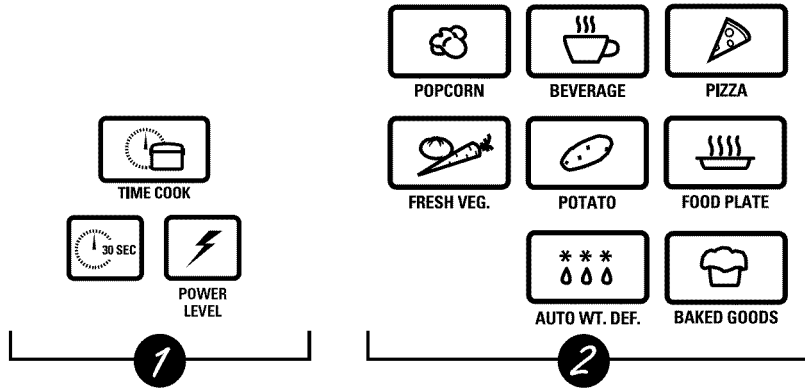 TIME COOK
30 SEC
POWER
LEVEL
1
POPCORN BEVERAGE PIZZA
FRESH VEG. POTATO FOOD PLATE
AUTO WT. DEF. BAKED GOODS
2